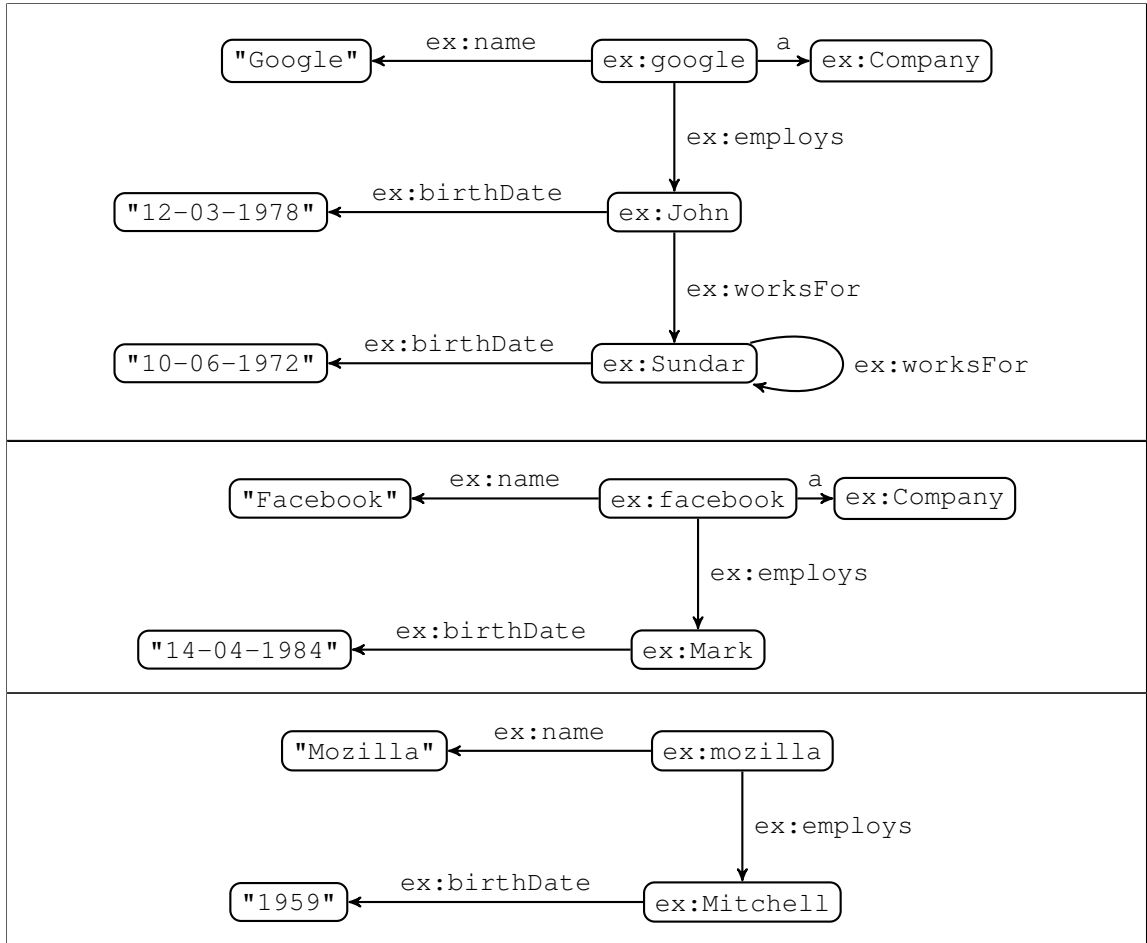 ex:name a
"Google" ex:google ex:Company
ex:employs
ex:birthDate
"12-03-1978" ex:John
ex:worksFor
ex:birthDate
"10-06-1972" ex:Sundar ex:worksFor
ex:name a
"Facebook" ex:facebook ex:Company
ex:employs
ex:birthDate
"14-04-1984" ex:Mark
ex:name
"Mozilla" ex:mozilla
ex:employs
ex:birthDate
"1959" ex:Mitchell